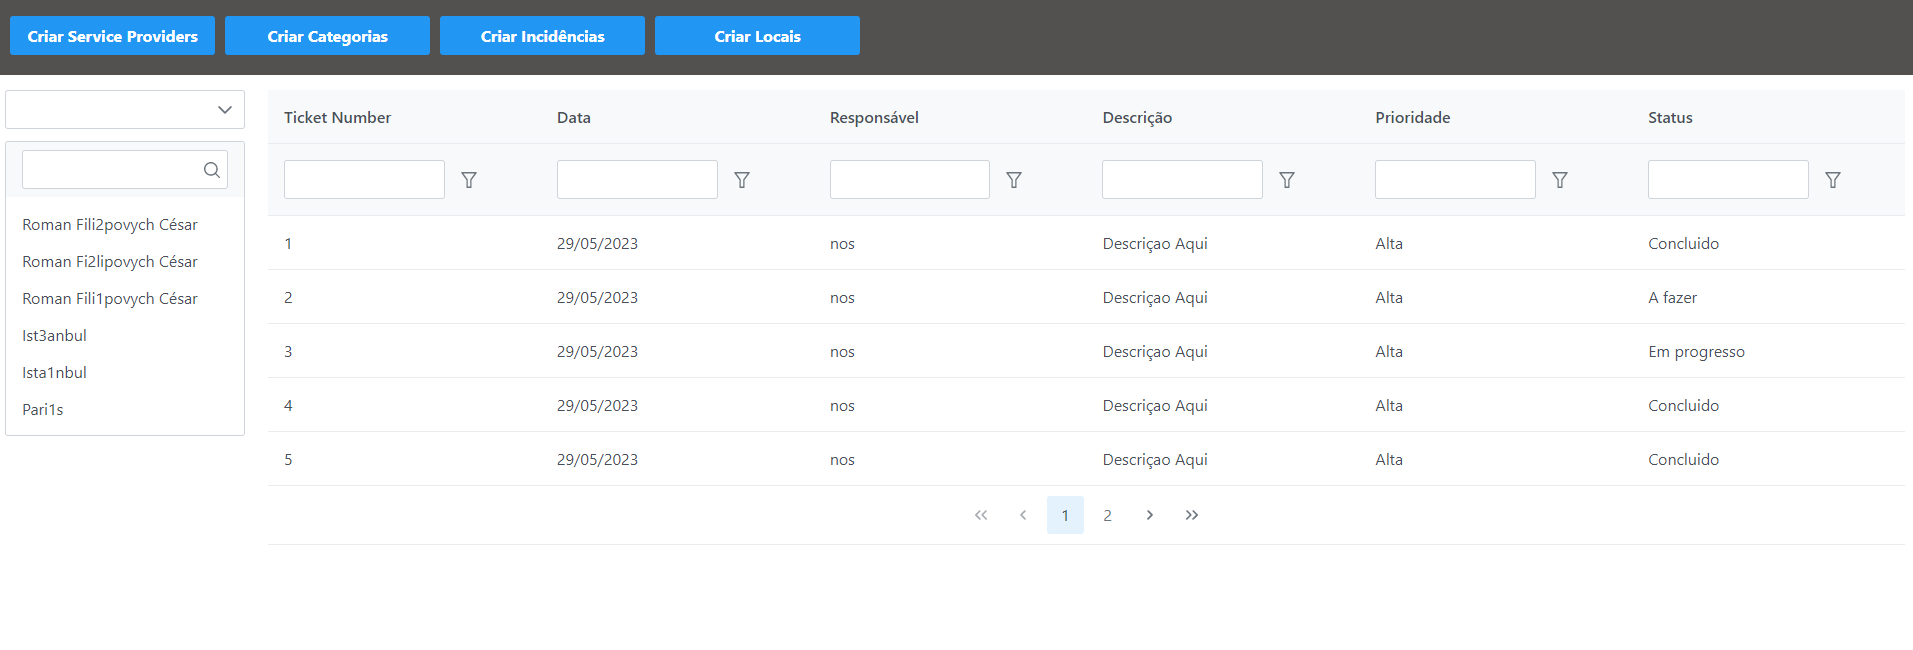 Criar Service Providers Criar Categorias Criar Incidências Criar Locais
Roman Fili2povych César
Roman Fi2lipovych César
Roman Fili1povych César
Ist3anbul
Ista1nbul
Pari1s
Ticket Number Data Responsável Descrição Prioridade Status
1 29/05/2023 nos Descriçao Aqui Alta Concluido
2 29/05/2023 nos Descriçao Aqui Alta A fazer
3 29/05/2023 nos Descriçao Aqui Alta Em progresso
4 29/05/2023 nos Descriçao Aqui Alta Concluido
5 29/05/2023 nos Descriçao Aqui Alta Concluido
1 2